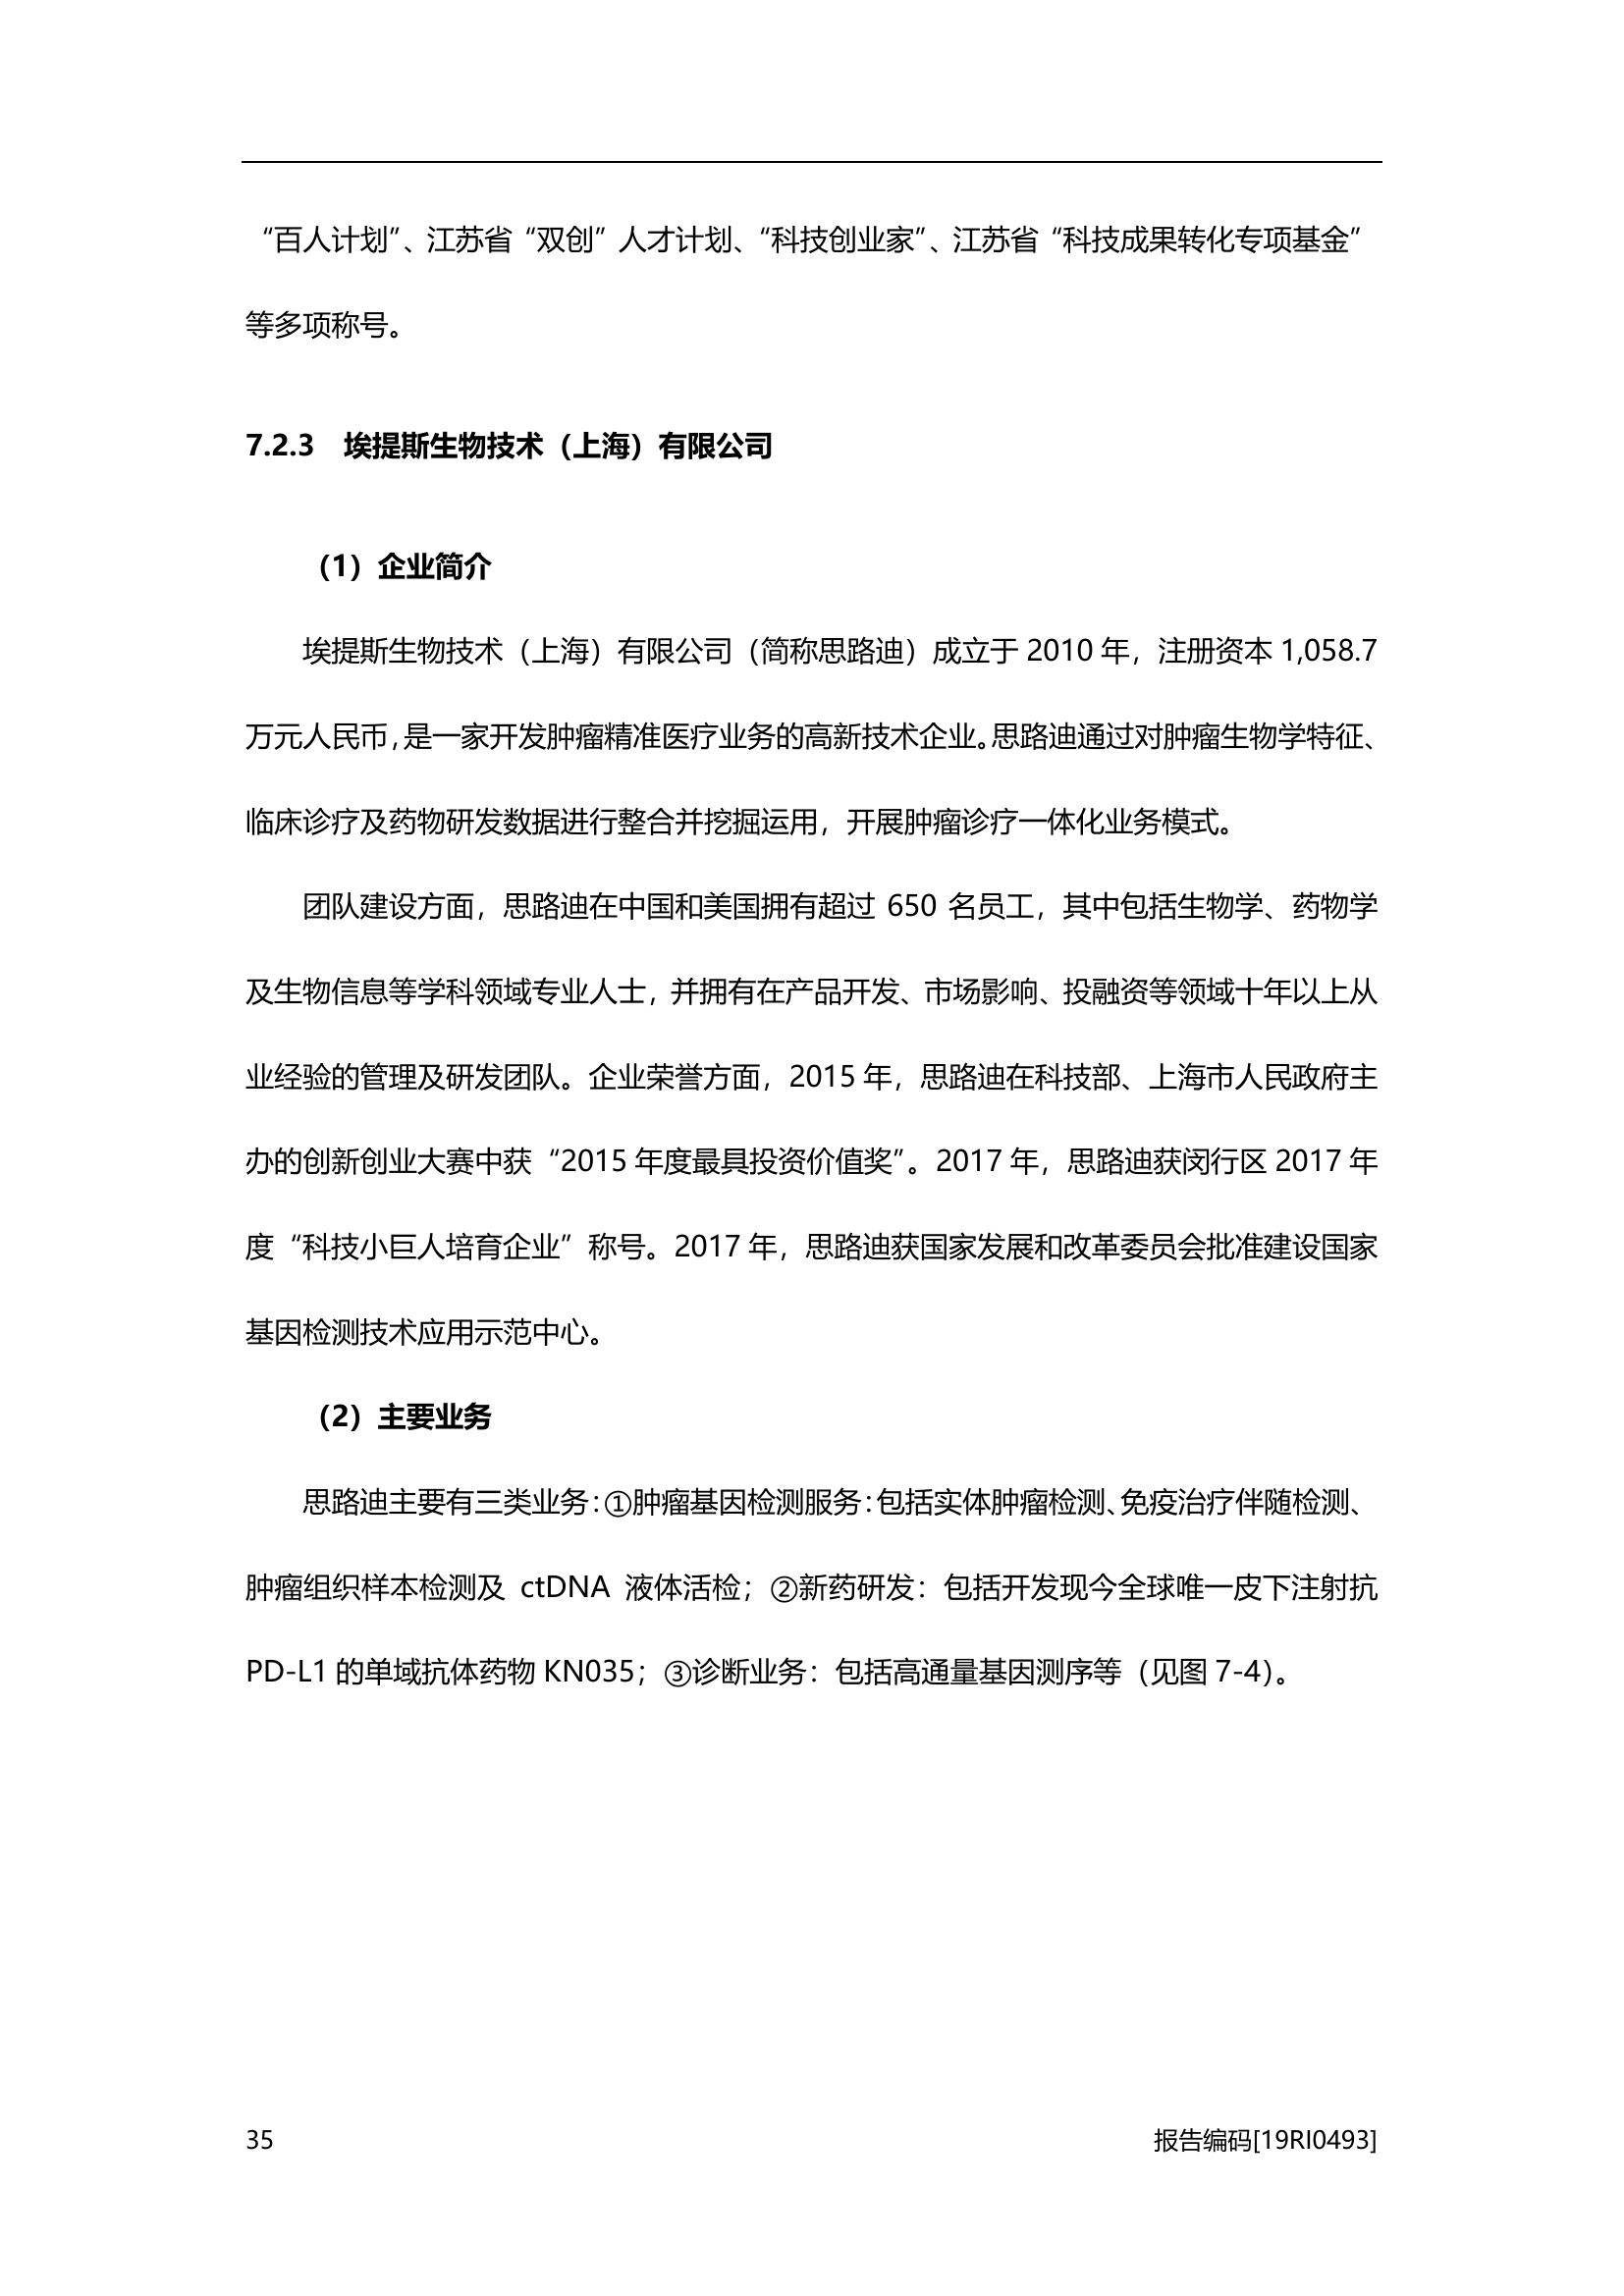 “百人计划”、江苏省“双创”人才计划、“科技创业家”、江苏省“科技成果转化专项基金”
等多项称号。
7.2.3 埃提斯生物技术（上海）有限公司
（1）企业简介
埃提斯生物技术（上海）有限公司（简称思路迪）成立于 2010 年，注册资本 1,058.7
万元人民币，是一家开发肿瘤精准医疗业务的高新技术企业。思路迪通过对肿瘤生物学特征、
临床诊疗及药物研发数据进行整合并挖掘运用，开展肿瘤诊疗一体化业务模式。
团队建设方面，思路迪在中国和美国拥有超过 650 名员工，其中包括生物学、药物学
及生物信息等学科领域专业人士，并拥有在产品开发、市场影响、投融资等领域十年以上从
业经验的管理及研发团队。企业荣誉方面，2015 年，思路迪在科技部、上海市人民政府主
办的创新创业大赛中获“2015 年度最具投资价值奖”。2017 年，思路迪获闵行区 2017 年
度“科技小巨人培育企业”称号。2017 年，思路迪获国家发展和改革委员会批准建设国家
基因检测技术应用示范中心。
（2）主要业务
思路迪主要有三类业务：①肿瘤基因检测服务：包括实体肿瘤检测、免疫治疗伴随检测、
肿瘤组织样本检测及 ctDNA 液体活检；②新药研发：包括开发现今全球唯一皮下注射抗
PD-L1 的单域抗体药物 KN035；③诊断业务：包括高通量基因测序等（见图 7-4）。
35 报告编码[19RI0493]